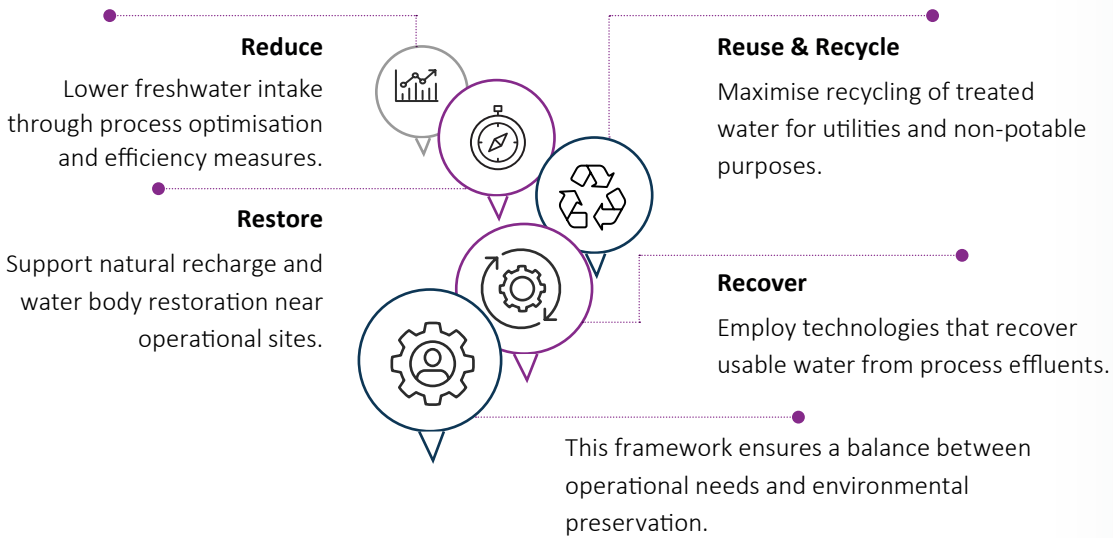 Reduce
Lower freshwater intake
through process optimisation
and efficiency measures.
Reuse & Recycle
Maximise recycling of treated
water for utilities and non-potable
purposes.
Restore
Support natural recharge and
water body restoration near
operational sites.
Recover
Employ technologies that recover
usable water from process effluents.
This framework ensures a balance between
operational needs and environmental
preservation.